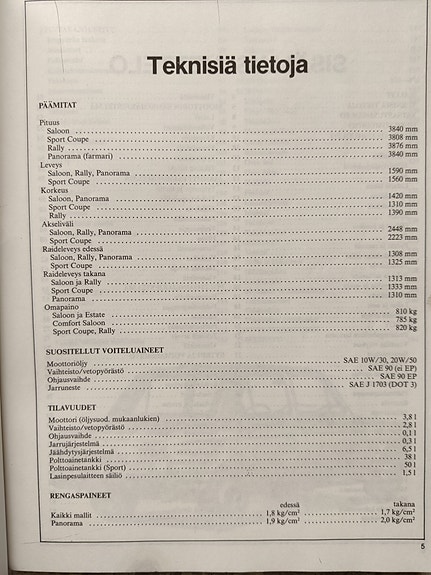 Teknisiä tietoja
PÄÄMITAT
Pituus
Saloon 3840 mm
Sport Coupe 3808 mm
Rally 3876 mm
Panorama (farmari) 3840 mm
Leveys
Saloon, Rally, Panorama 1590 mm
Sport Coupe 1560 mm
Korkeus
Saloon, Panorama 1420 mm
Sport Coupe 1310 mm
Rally 1390 mm
Akseliväli
Saloon, Rally, Panorama 2448 mm
Sport Coupe 2223 mm
Raideleveys edessä
Saloon, Rally, Panorama 1308 mm
Sport Coupe 1325 mm
Raideleveys takana
Saloon ja Rally 1313 mm
Sport Coupe 1333 mm
Panorama 1310 mm
Omapaino
Saloon ja Estate 810 kg
Comfort Saloon 785 kg
Sport Coupe, Rally 820 kg
SUOSITELLUT VOITELUAINEET
Moottoriöljy SAE 10W/30, 20W/50
Vaihteisto/vetopyörästö SAE 90 (ei EP)
Ohjausvaihde SAE 90 EP
Jarruneste SAE J 1703 (DOT 3)
TILAVUUDET
Moottori (öljysuod. mukaanlukien) 3,8 l
Vaihteisto/vetopyörästö 2,8 l
Ohjausvaihde 0,1 l
Jarrujärjestelmä 0,3 l
Jäähdytysjärjestelmä 6,5 l
Polttoainetankki 38 l
Polttoainetankki (Sport) 50 l
Lasinpesulaitteen säiliö 1,5 l
RENGASPAINEET
edessä takana
Kaikki mallit 1,8 kg/cm² 1,7 kg/cm²
Panorama 1,9 kg/cm² 2,0 kg/cm²
5